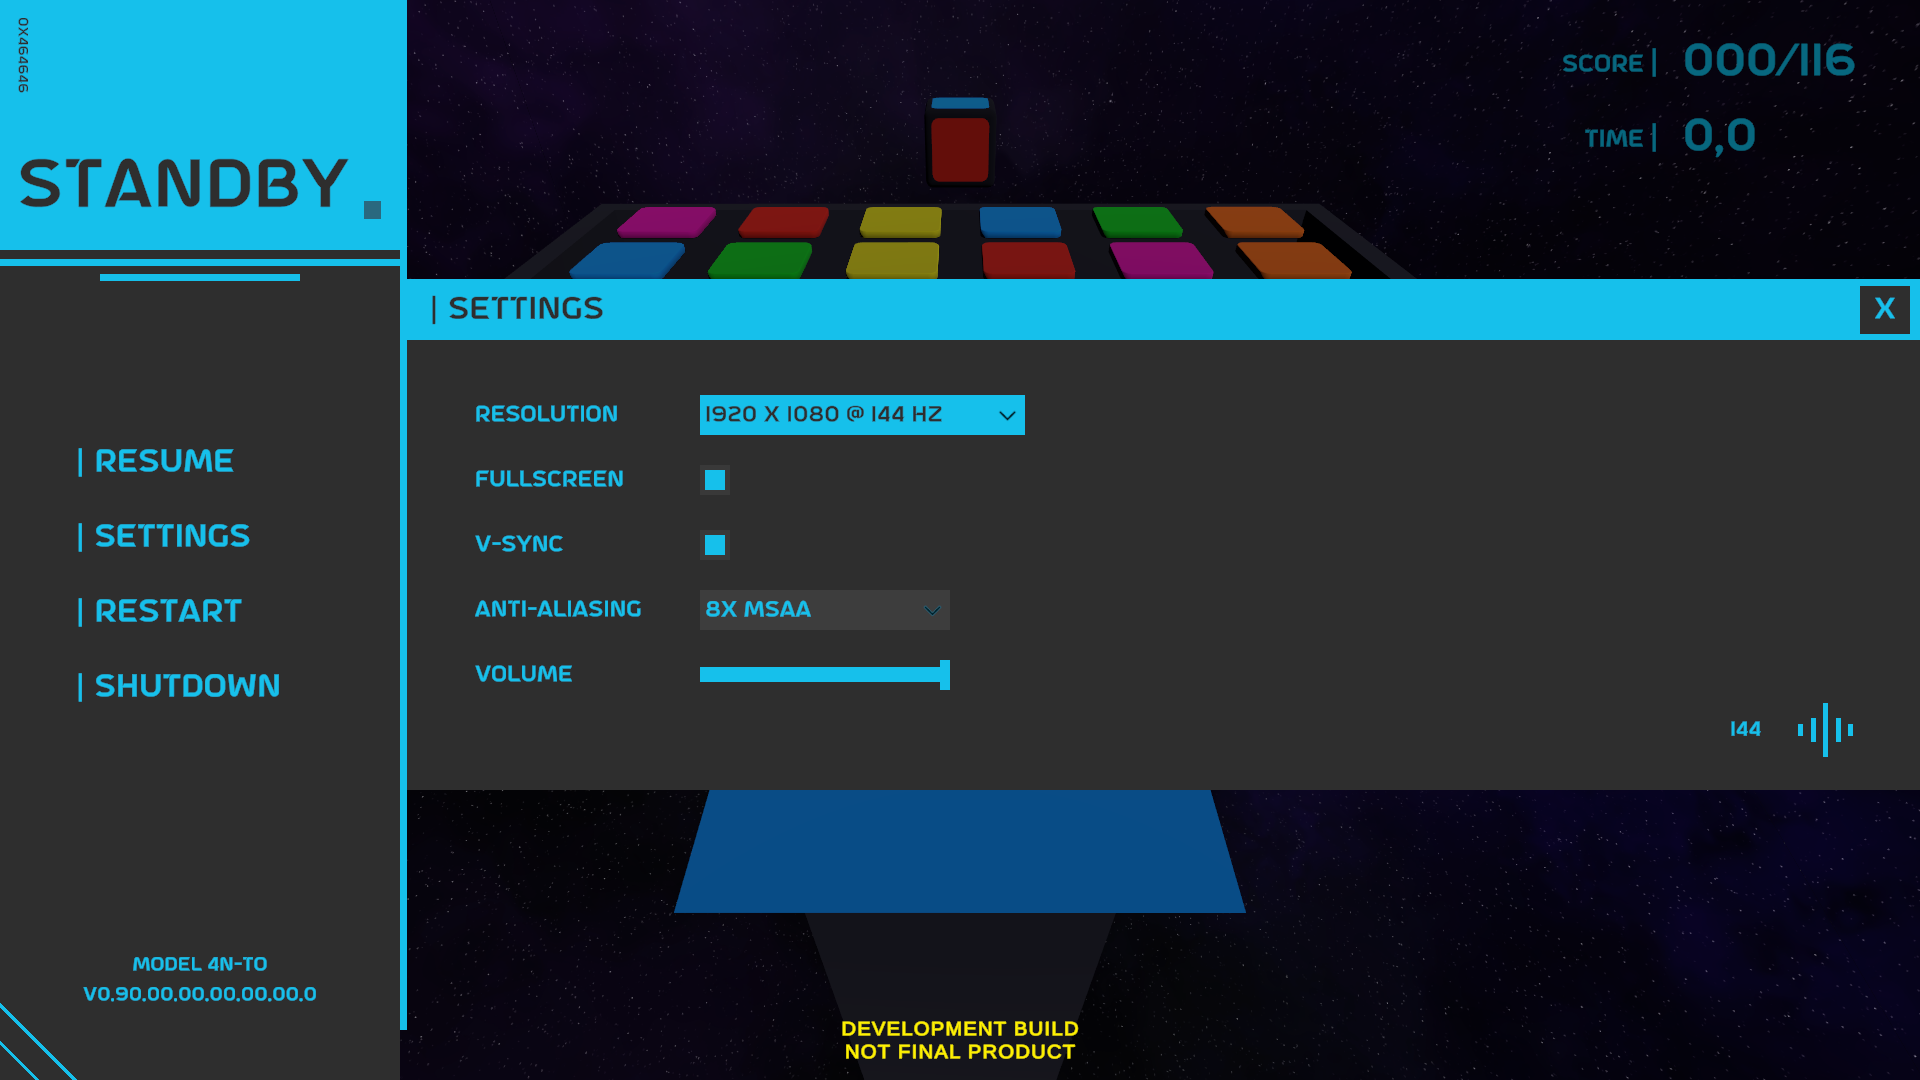 0X464646
STANDBY
SCORE | 000/116
TIME | 0,0
| SETTINGS
X
RESOLUTION
1920 X 1080 @ 144 HZ
FULLSCREEN
V-SYNC
ANTI-ALIASING
8X MSAA
VOLUME
144
| RESUME
| SETTINGS
| RESTART
| SHUTDOWN
MODEL 4N-TO
V0.90.00.00.00.00.00.0
DEVELOPMENT BUILD
NOT FINAL PRODUCT